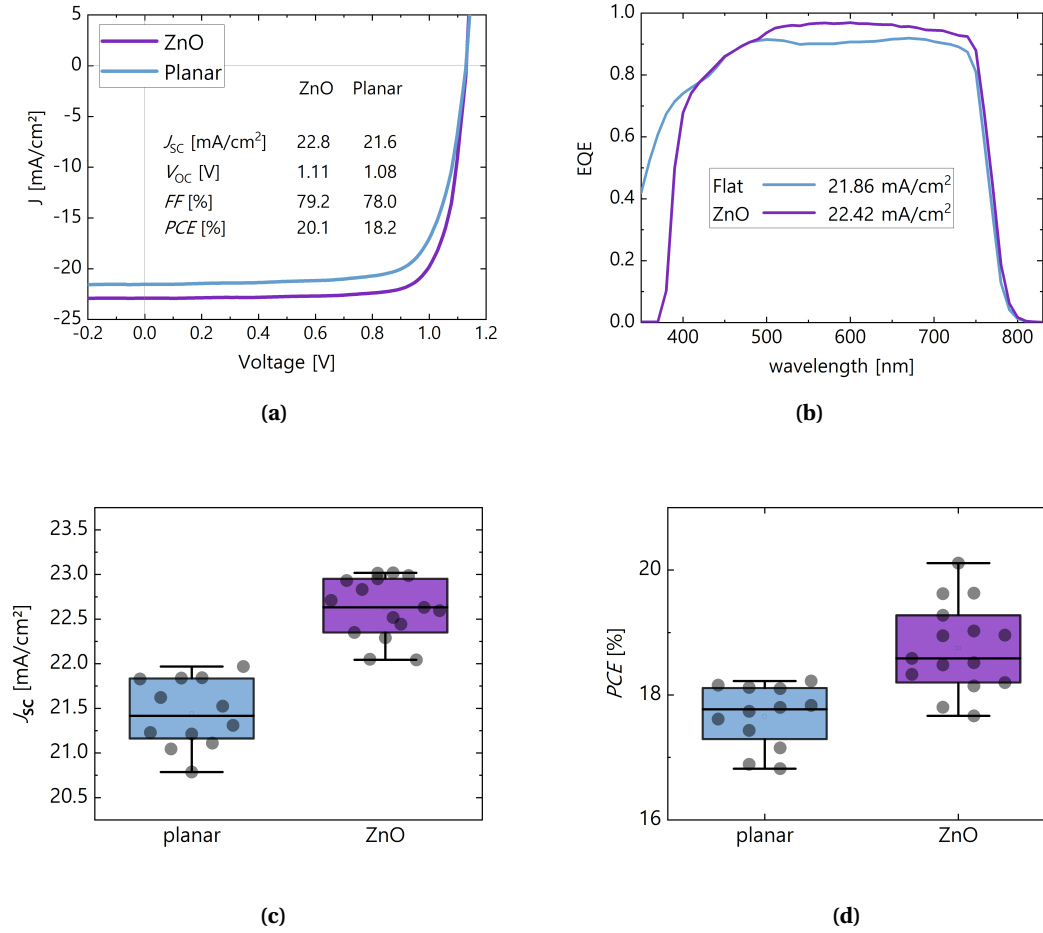 5
0
-5
-10
-15
-20
-25
-0.2 0.0 0.2 0.4 0.6 0.8 1.0 1.2
J [mA/cm²]
Voltage [V]
ZnO
Planar
ZnO Planar
JSC [mA/cm²] 22.8 21.6
VOC [V] 1.11 1.08
FF [%] 79.2 78.0
PCE [%] 20.1 18.2
(a)
1.0
0.8
0.6
0.4
0.2
0.0
400 500 600 700 800
EQE
wavelength [nm]
Flat 21.86 mA/cm²
ZnO 22.42 mA/cm²
(b)
23.5
23.0
22.5
22.0
21.5
21.0
20.5
JSC [mA/cm²]
planar ZnO
(c)
20
18
16
PCE [%]
planar ZnO
(d)